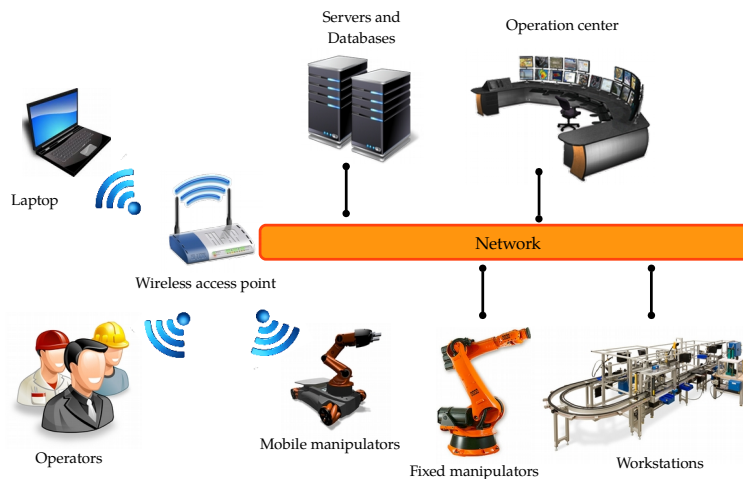 Servers and
Databases
Operation center
Laptop
Network
Wireless access point
Operators
Mobile manipulators
Fixed manipulators
Workstations